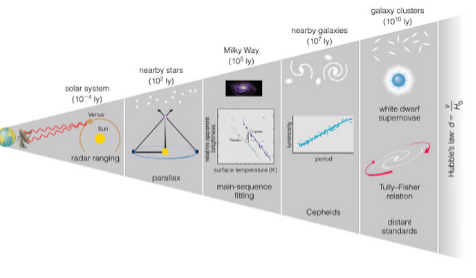 solar system
(10⁻⁴ ly)
Venus
Sun
radar ranging
nearby stars
(10² ly)
parallax
Milky Way
(10⁵ ly)
relative apparent
brightness
surface temperature (K)
main-sequence
fitting
nearby galaxies
(10⁷ ly)
luminosity
period
Cepheids
galaxy clusters
(10¹⁰ ly)
white dwarf
supernovae
Tully–Fisher
relation
distant
standards
Hubble's law d = v/H₀